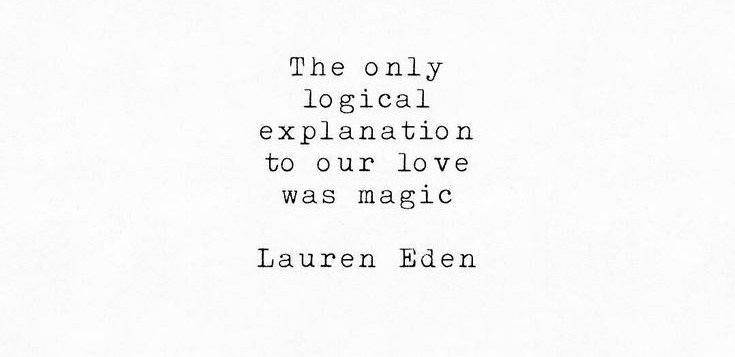 The only
logical
explanation
to our love
was magic
Lauren Eden